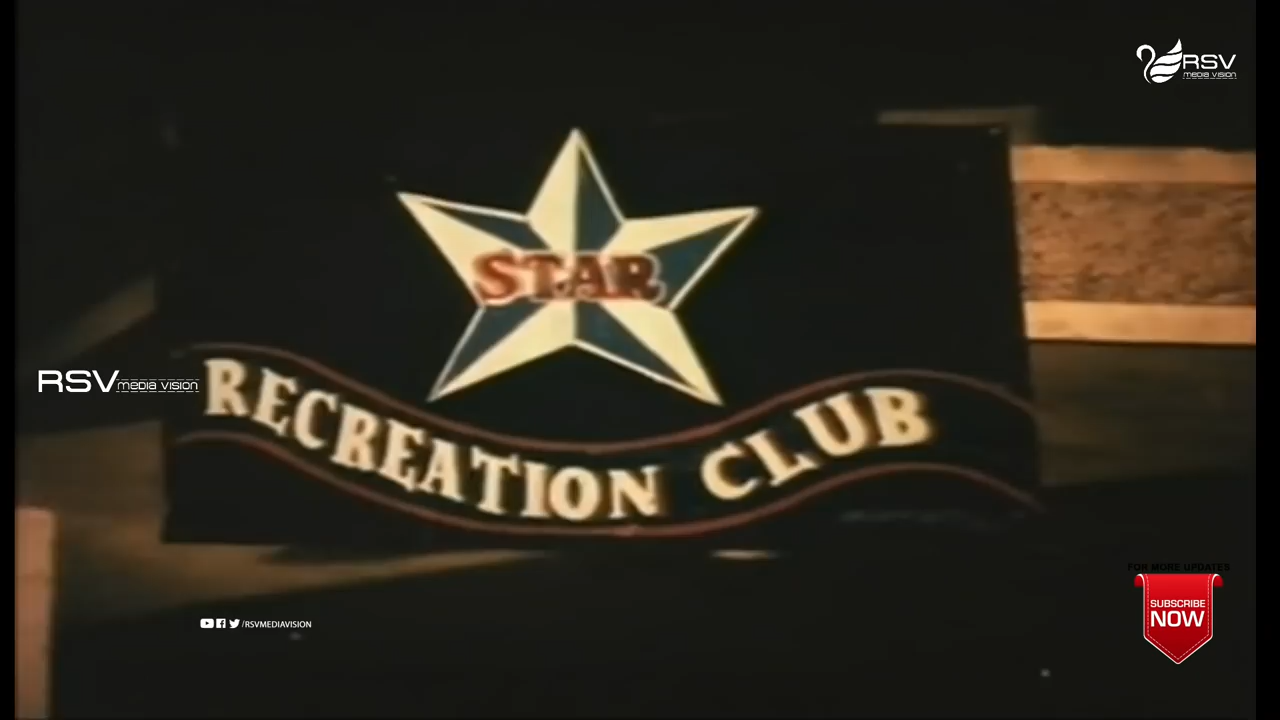 RSV
media vision
STAR
RSV media vision
RECREATION CLUB
FOR MORE UPDATES
SUBSCRIBE
NOW
/RSVMEDIAVISION